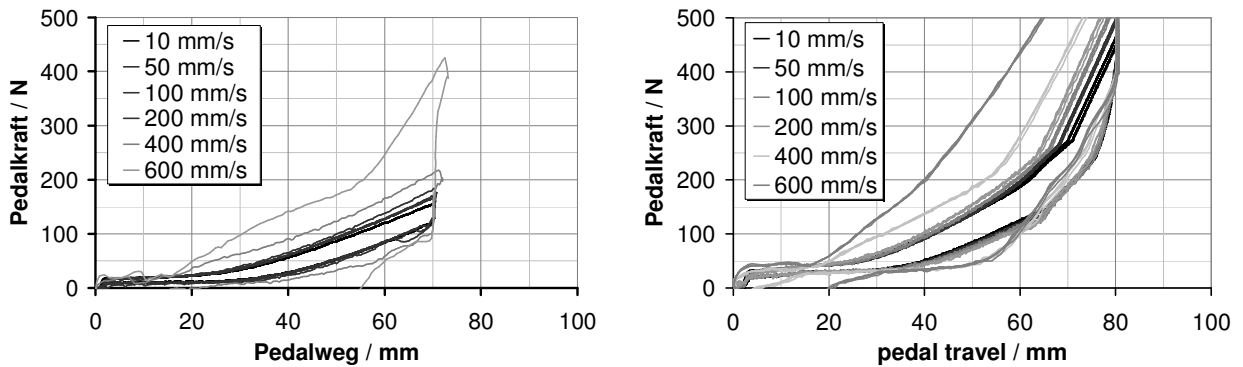 500
400
300
200
100
0
Pedalkraft / N
10 mm/s
50 mm/s
100 mm/s
200 mm/s
400 mm/s
600 mm/s
0 20 40 60 80 100
Pedalweg / mm
500
400
300
200
100
0
Pedalkraft / N
10 mm/s
50 mm/s
100 mm/s
200 mm/s
400 mm/s
600 mm/s
0 20 40 60 80 100
pedal travel / mm